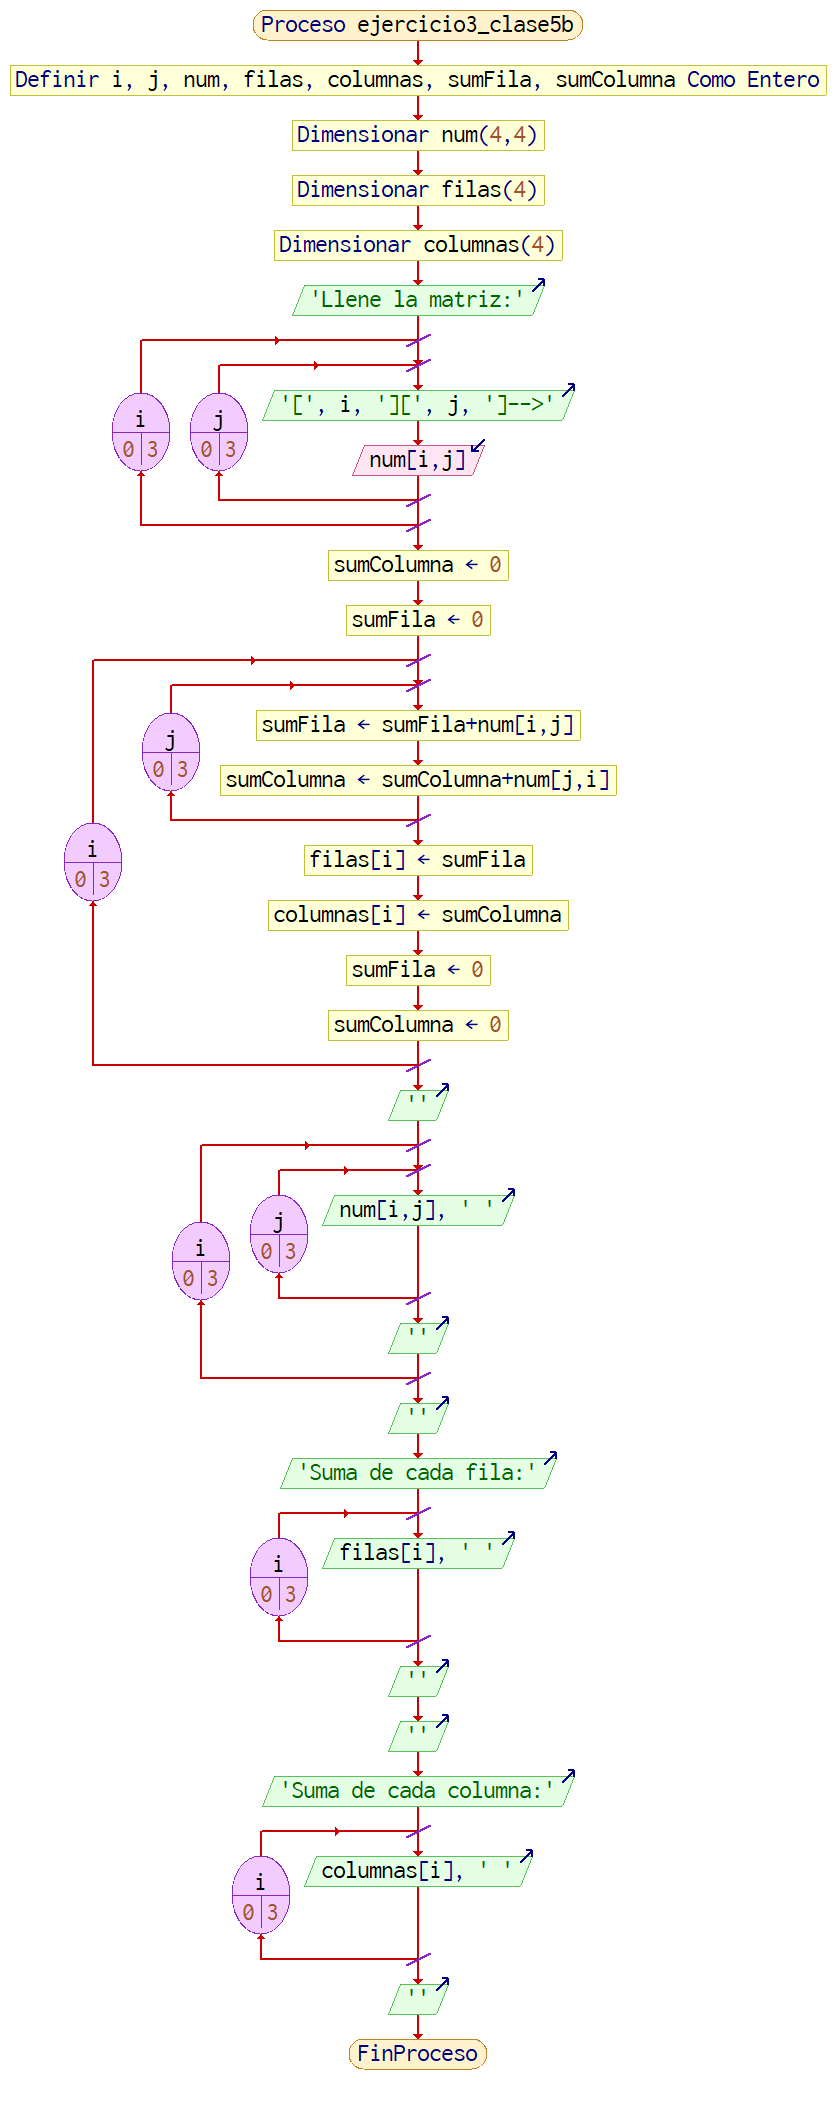 Proceso ejercicio3_clase5b
Definir i, j, num, filas, columnas, sumFila, sumColumna Como Entero
Dimensionar num(4,4)
Dimensionar filas(4)
Dimensionar columnas(4)
'Llene la matriz:'
i
0 3
j
0 3
'[', i, '][', j, ']-->'
num[i,j]
sumColumna ← 0
sumFila ← 0
i
0 3
j
0 3
sumFila ← sumFila+num[i,j]
sumColumna ← sumColumna+num[j,i]
filas[i] ← sumFila
columnas[i] ← sumColumna
sumFila ← 0
sumColumna ← 0
''
i
0 3
j
0 3
num[i,j], ' '
''
''
'Suma de cada fila:'
i
0 3
filas[i], ' '
''
''
'Suma de cada columna:'
i
0 3
columnas[i], ' '
''
FinProceso